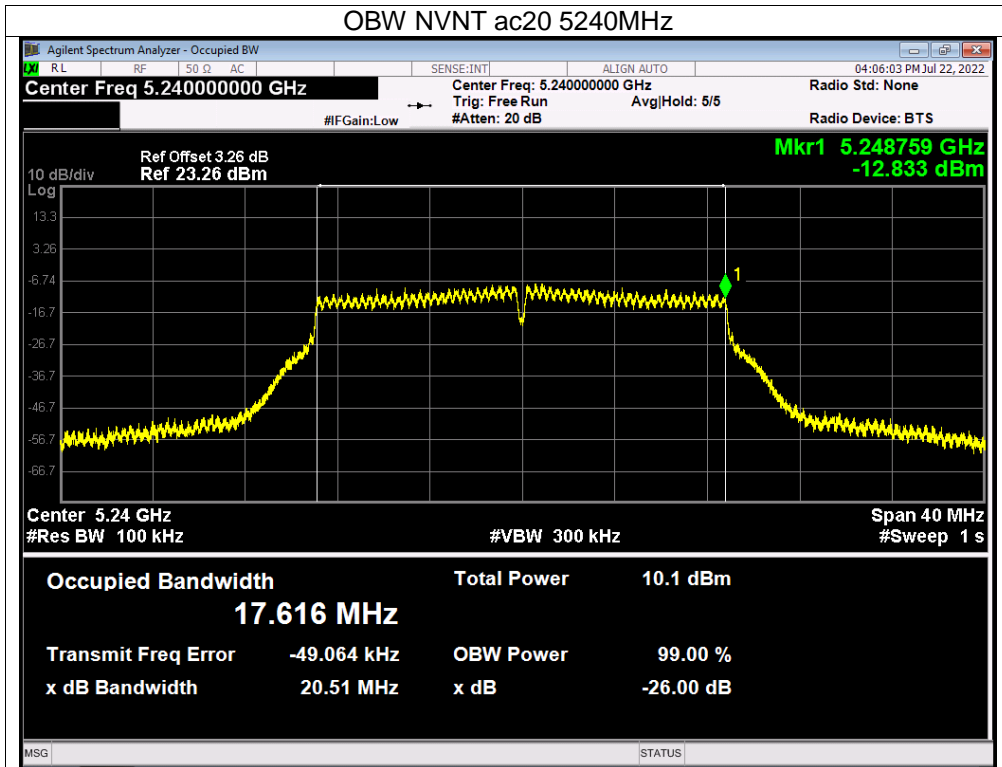 OBW NVNT ac20 5240MHz
Agilent Spectrum Analyzer - Occupied BW
LXI RL RF 50 Ω AC SENSE:INT ALIGN AUTO 04:06:03 PM Jul 22, 2022
Center Freq 5.240000000 GHz Center Freq: 5.240000000 GHz Radio Std: None
Trig: Free Run Avg|Hold: 5/5
#IFGain:Low #Atten: 20 dB Radio Device: BTS
Ref Offset 3.26 dB Mkr1 5.248759 GHz
10 dB/div Ref 23.26 dBm -12.833 dBm
Log
13.3
3.26
1
-6.74
-16.7
-26.7
-36.7
-46.7
-56.7
-66.7
Center 5.24 GHz Span 40 MHz
#Res BW 100 kHz #VBW 300 kHz #Sweep 1 s
Occupied Bandwidth Total Power 10.1 dBm
17.616 MHz
Transmit Freq Error -49.064 kHz OBW Power 99.00 %
x dB Bandwidth 20.51 MHz x dB -26.00 dB
MSG STATUS